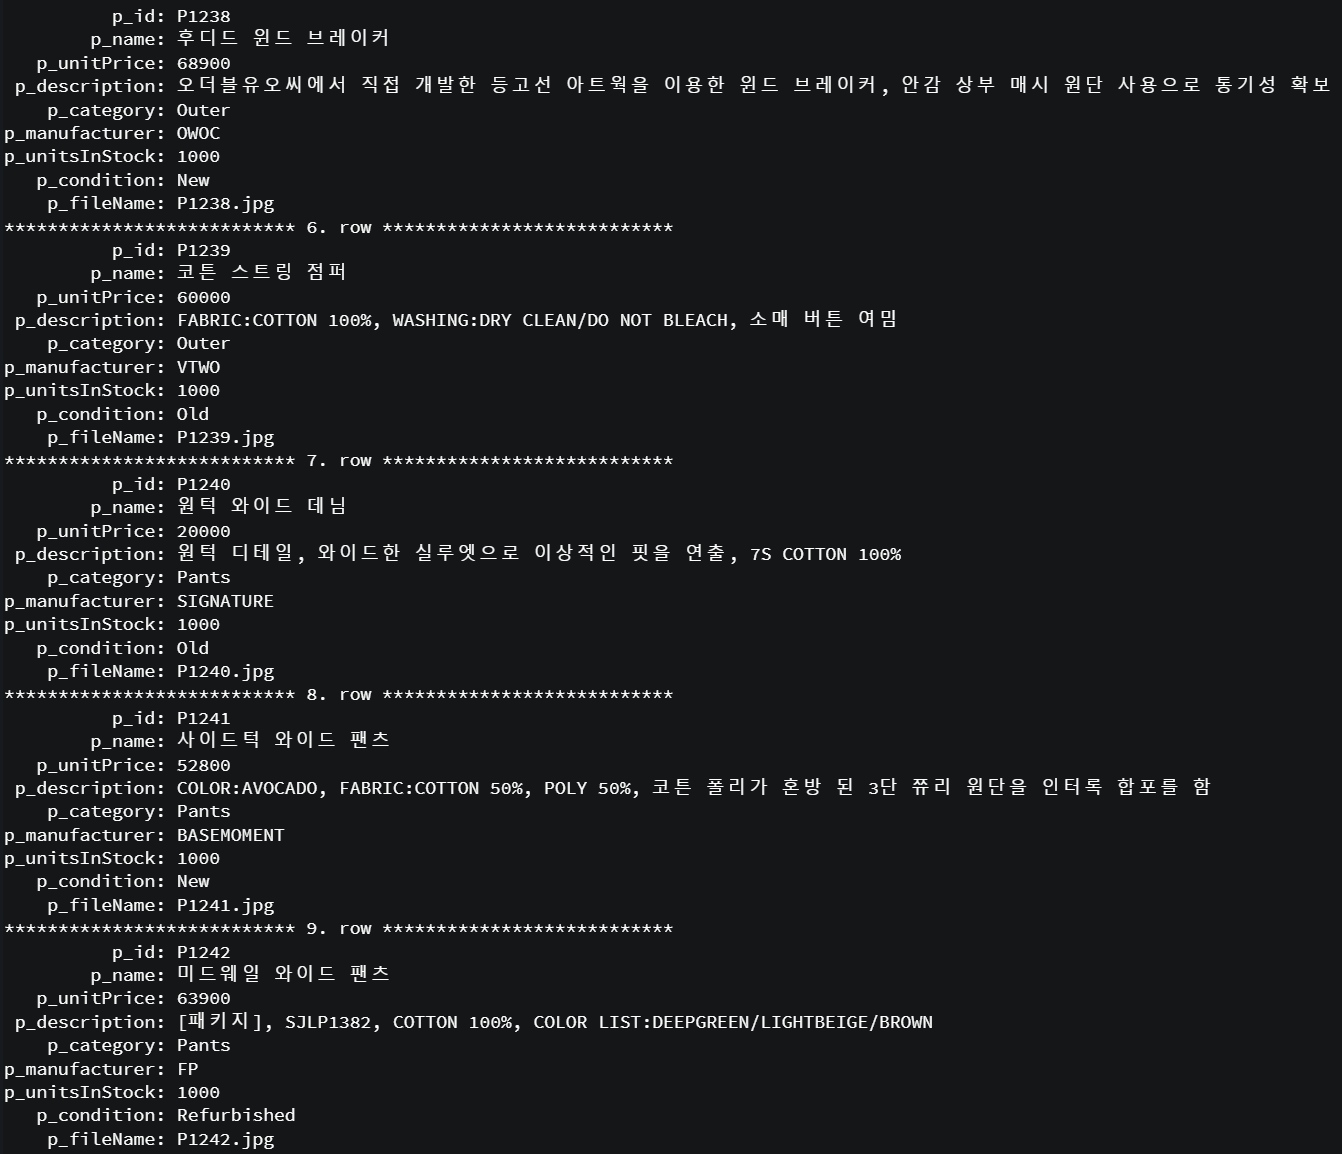 p_id: P1238
p_name: 후디드 윈드 브레이커
p_unitPrice: 68900
p_description: 오더블유오씨에서 직접 개발한 등고선 아트웍을 이용한 윈드 브레이커, 안감 상부 매시 원단 사용으로 통기성 확보
p_category: Outer
p_manufacturer: OWOC
p_unitsInStock: 1000
p_condition: New
p_fileName: P1238.jpg
*************************** 6. row ***************************
p_id: P1239
p_name: 코튼 스트링 점퍼
p_unitPrice: 60000
p_description: FABRIC:COTTON 100%, WASHING:DRY CLEAN/DO NOT BLEACH, 소매 버튼 여밈
p_category: Outer
p_manufacturer: VTWO
p_unitsInStock: 1000
p_condition: Old
p_fileName: P1239.jpg
*************************** 7. row ***************************
p_id: P1240
p_name: 원턱 와이드 데님
p_unitPrice: 20000
p_description: 원턱 디테일, 와이드한 실루엣으로 이상적인 핏을 연출, 7S COTTON 100%
p_category: Pants
p_manufacturer: SIGNATURE
p_unitsInStock: 1000
p_condition: Old
p_fileName: P1240.jpg
*************************** 8. row ***************************
p_id: P1241
p_name: 사이드턱 와이드 팬츠
p_unitPrice: 52800
p_description: COLOR:AVOCADO, FABRIC:COTTON 50%, POLY 50%, 코튼 폴리가 혼방 된 3단 쮸리 원단을 인터록 합포를 함
p_category: Pants
p_manufacturer: BASEMOMENT
p_unitsInStock: 1000
p_condition: New
p_fileName: P1241.jpg
*************************** 9. row ***************************
p_id: P1242
p_name: 미드웨일 와이드 팬츠
p_unitPrice: 63900
p_description: [패키지], SJLP1382, COTTON 100%, COLOR LIST:DEEPGREEN/LIGHTBEIGE/BROWN
p_category: Pants
p_manufacturer: FP
p_unitsInStock: 1000
p_condition: Refurbished
p_fileName: P1242.jpg